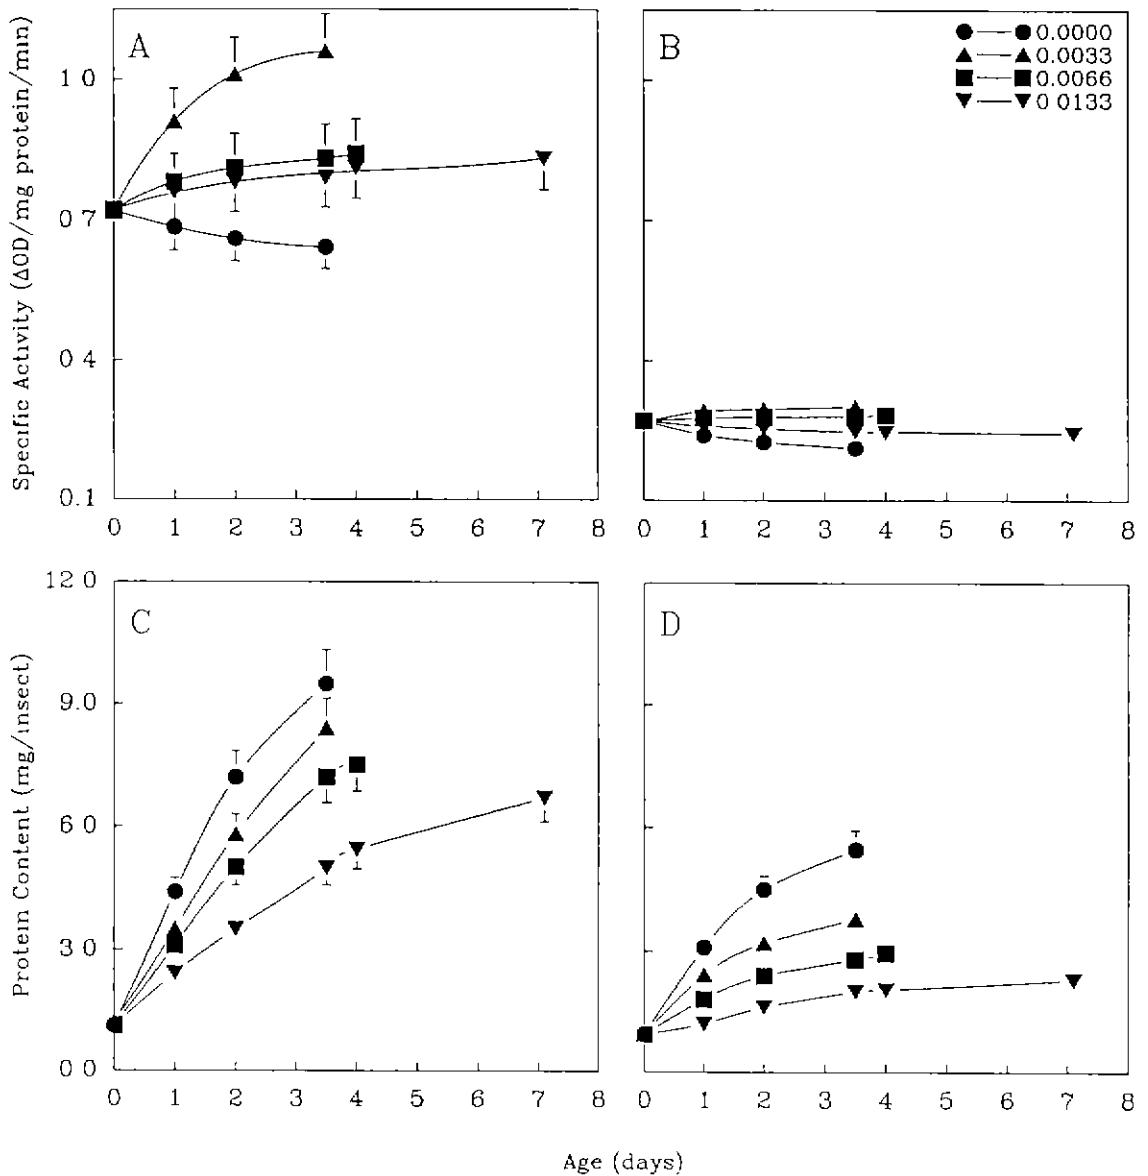 A
B
0.0000
0.0033
0.0066
0 0133
Specific Activity (ΔOD/mg protein/min)
1 0
0 7
0 4
0.1
0 1 2 3 4 5 6 7 8
0 1 2 3 4 5 6 7 8
C
D
Protein Content (mg/insect)
12 0
9.0
6 0
3 0
0 0
0 1 2 3 4 5 6 7 8
0 1 2 3 4 5 6 7 8
Age (days)